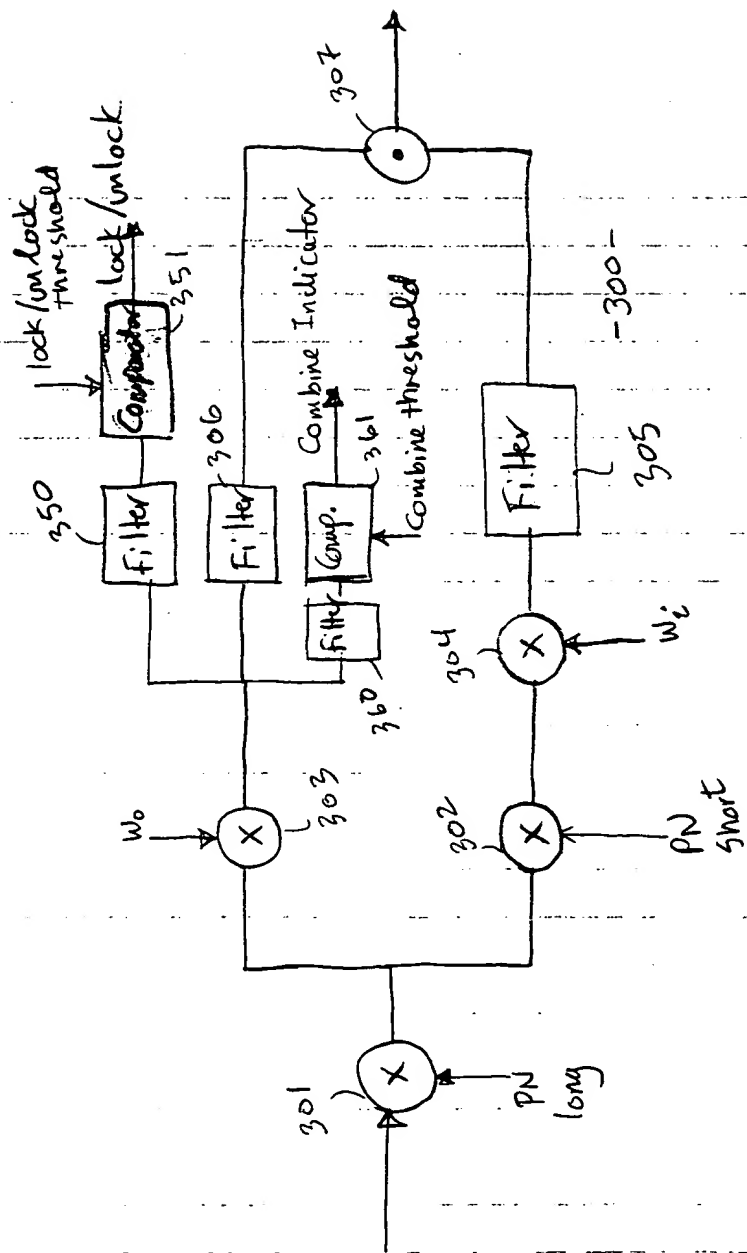 lock/unlock
threshold
lock/unlock
Comparator
351
350
Filter
306
Filter
Combine Indicator
361
Comp.
Combine threshold
Filter
360
307
W0
X
303
301
X
PN
long
302
X
PN
short
304
X
Wi
Filter
305
-300-